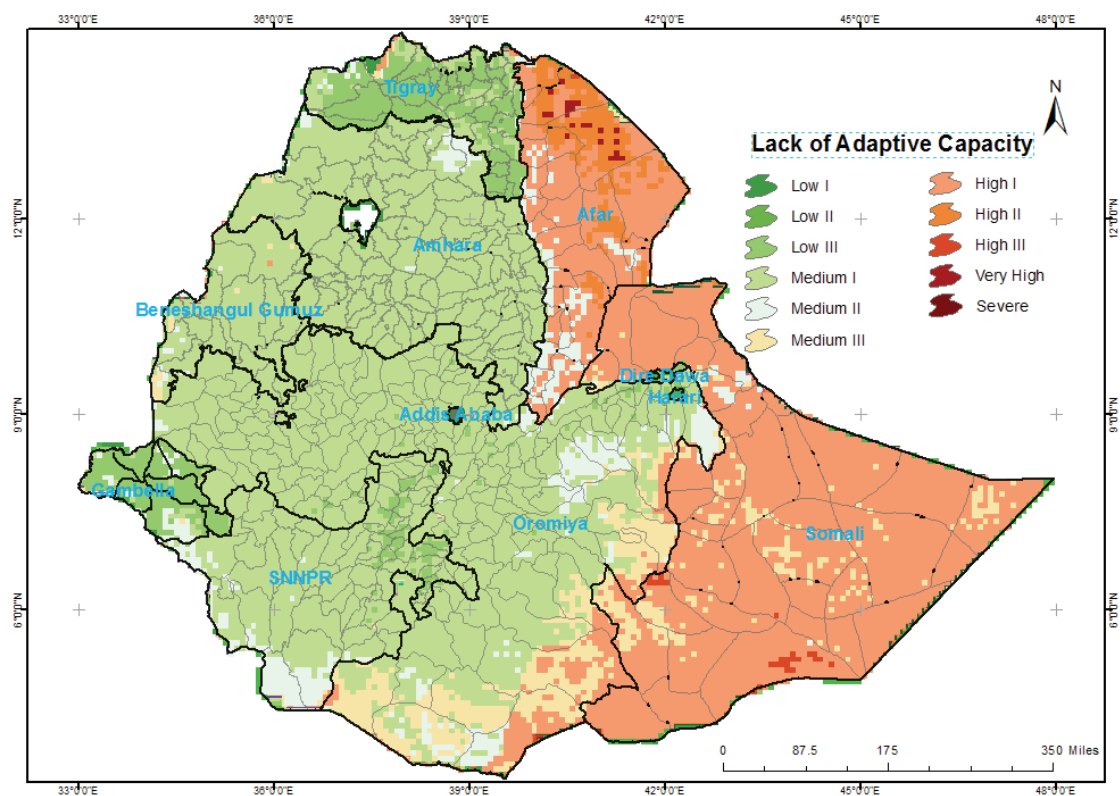 33°0'0"E 36°0'0"E 39°0'0"E 42°0'0"E 45°0'0"E 48°0'0"E
N
Lack of Adaptive Capacity
Low I
Low II
Low III
Medium I
Medium II
Medium III
High I
High II
High III
Very High
Severe
Tigray
Afar
Amhara
Beneshangul Gumuz
Dire Dawa
Harari
Addis Ababa
Gambella
Oromiya
Somali
SNNPR
12°0'0"N
9°0'0"N
6°0'0"N
12°0'0"N
9°0'0"N
6°0'0"N
0 87.5 175 350 Miles
33°0'0"E 36°0'0"E 39°0'0"E 42°0'0"E 45°0'0"E 48°0'0"E